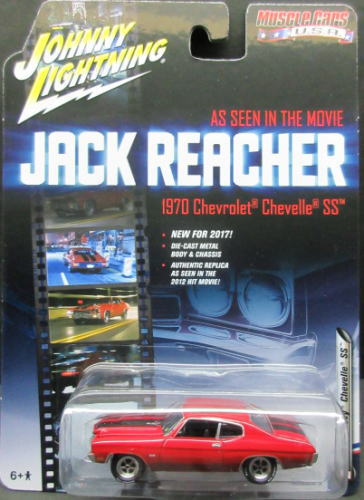 JOHNNY
LIGHTNING
Muscle Cars
U.S.A.
AS SEEN IN THE MOVIE
JACK REACHER
1970 Chevrolet® Chevelle® SS™
• NEW FOR 2017!
• DIE-CAST METAL
BODY & CHASSIS
• AUTHENTIC REPLICA
AS SEEN IN THE
2012 HIT MOVIE!
Chevelle® SS™
6+